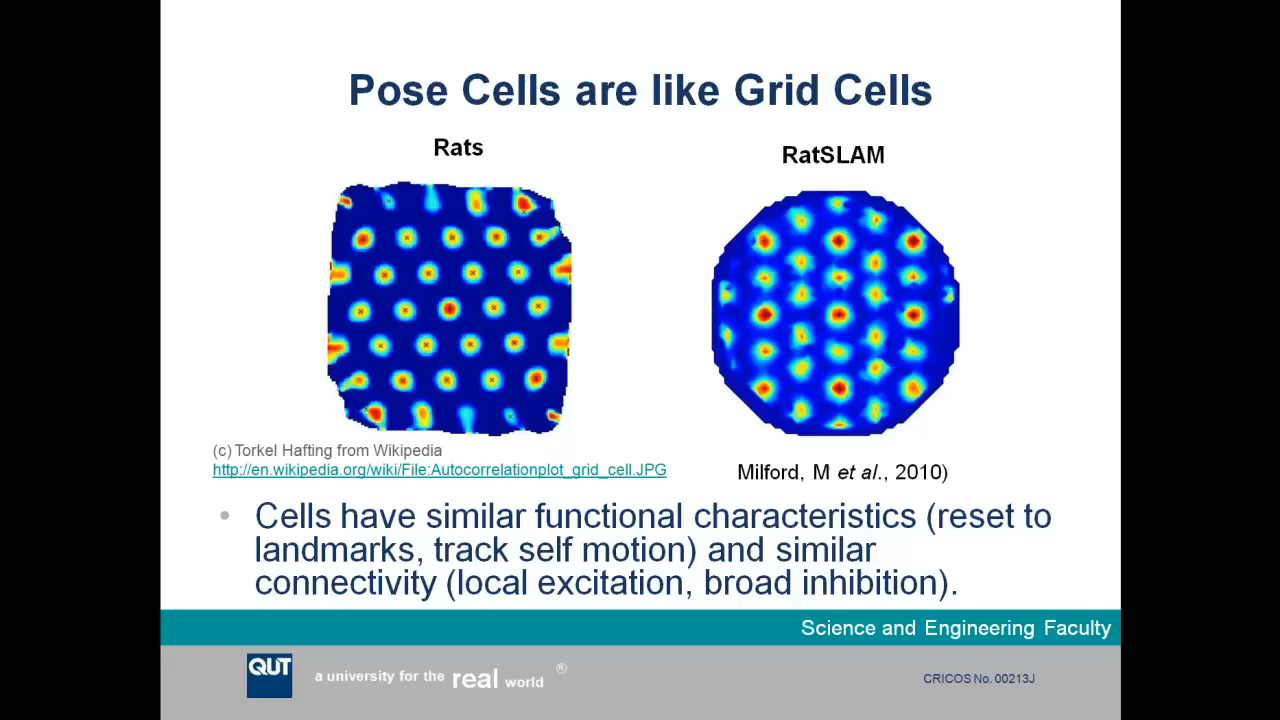 Pose Cells are like Grid Cells
Rats
RatSLAM
(c) Torkel Hafting from Wikipedia
http://en.wikipedia.org/wiki/File:Autocorrelationplot_grid_cell.JPG
Milford, M et al., 2010)
• Cells have similar functional characteristics (reset to
landmarks, track self motion) and similar
connectivity (local excitation, broad inhibition).
Science and Engineering Faculty
QUT
a university for the real world ®
CRICOS No. 00213J